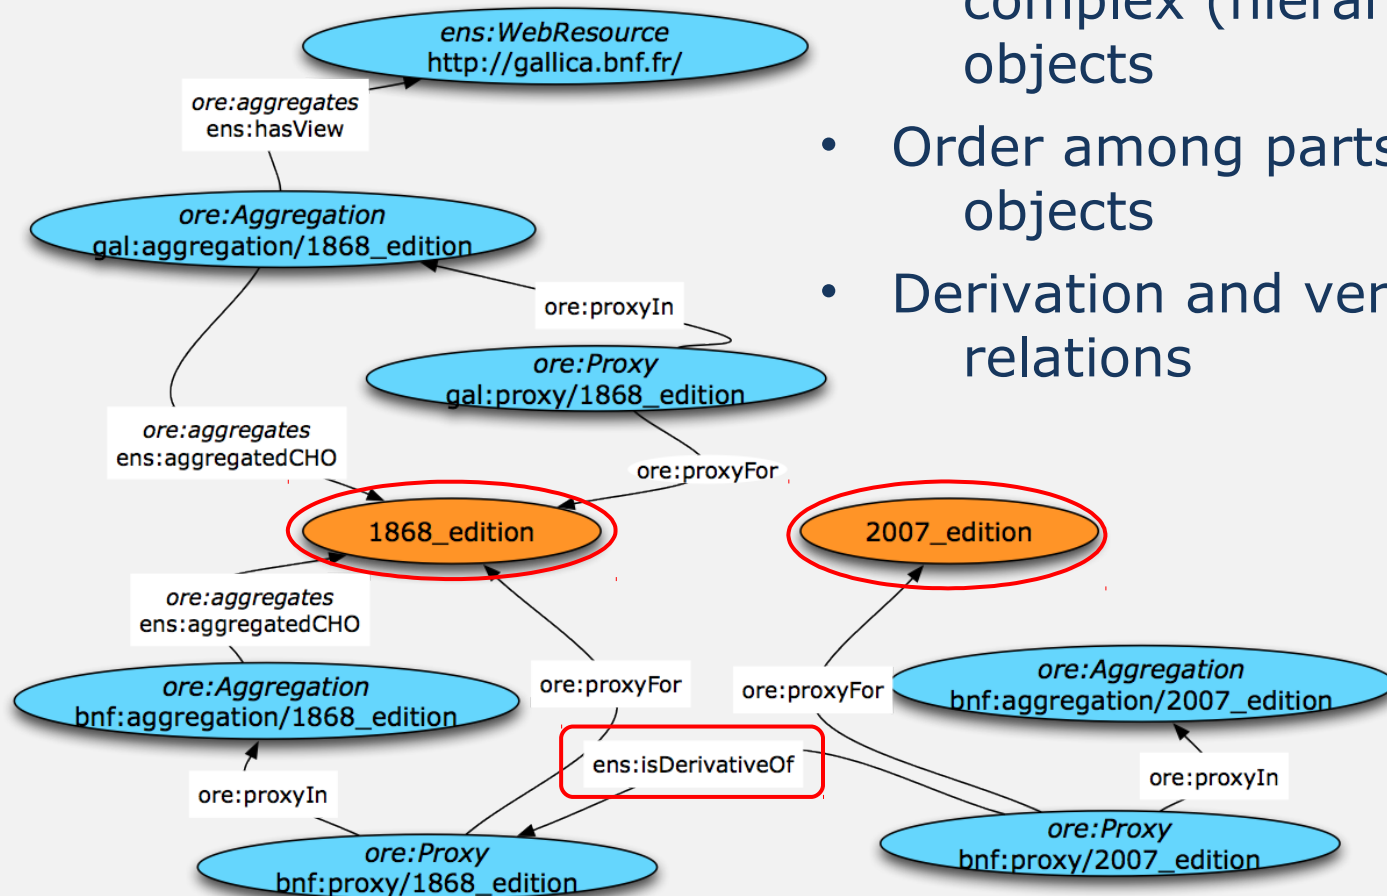 ens:WebResource
http://gallica.bnf.fr/
ore:aggregates
ens:hasView
ore:Aggregation
gal:aggregation/1868_edition
ore:proxyIn
ore:Proxy
gal:proxy/1868_edition
ore:aggregates
ens:aggregatedCHO
ore:proxyFor
1868_edition
2007_edition
ore:aggregates
ens:aggregatedCHO
ore:Aggregation
bnf:aggregation/1868_edition
ore:proxyFor
ore:proxyFor
ore:Aggregation
bnf:aggregation/2007_edition
ens:isDerivativeOf
ore:proxyIn
ore:proxyIn
ore:Proxy
bnf:proxy/1868_edition
ore:Proxy
bnf:proxy/2007_edition
complex (hierar
objects
• Order among parts
objects
• Derivation and ver
relations